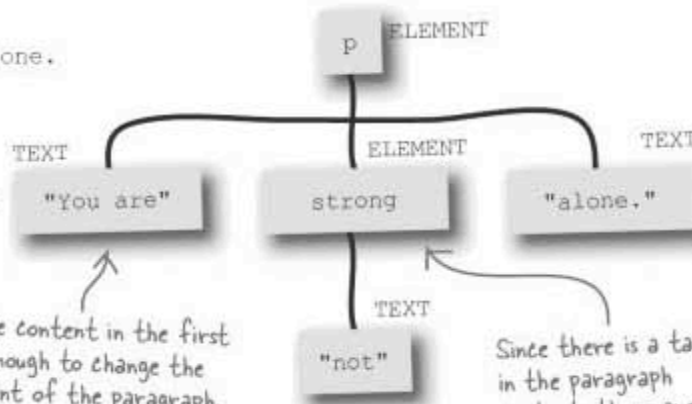 p ELEMENT
one.
TEXT ELEMENT TEXT
"You are" strong "alone."
TEXT
e content in the first
nough to change the
nt of the paragraph
"not"
Since there is a ta
in the paragraph